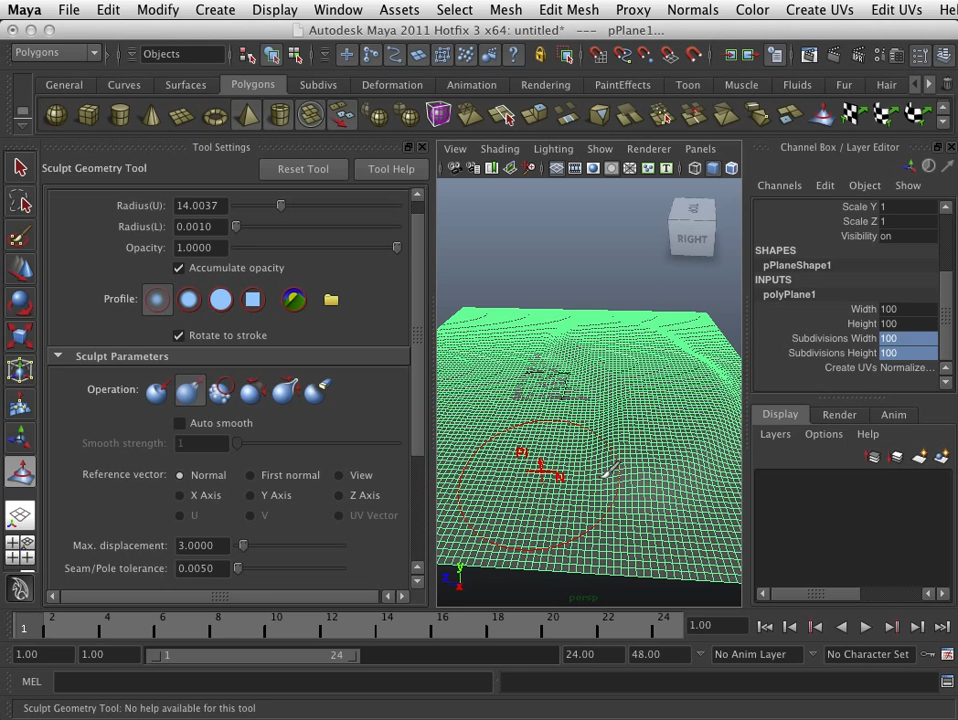 Maya File Edit Modify Create Display Window Assets Select Mesh Edit Mesh Proxy Normals Color Create UVs Edit UVs Hel
Autodesk Maya 2011 Hotfix 3 x64: untitled* --- pPlane1...
Polygons Objects
General Curves Surfaces Polygons Subdivs Deformation Animation Dynamics Rendering PaintEffects Toon Muscle Fluids Fur Hair
Tool Settings
Sculpt Geometry Tool Reset Tool Tool Help
Radius(U): 14.0037
Radius(L): 0.0010
Opacity: 1.0000
Accumulate opacity
Profile:
Rotate to stroke
Sculpt Parameters
Operation:
Auto smooth
Smooth strength: 1
Reference vector: Normal First normal View
X Axis Y Axis Z Axis
U V UV Vector
Max. displacement: 3.0000
Seam/Pole tolerance: 0.0050
View Shading Lighting Show Renderer Panels
RIGHT
N
y
z
x
persp
Channel Box / Layer Editor
Channels Edit Object Show
Scale Y 1
Scale Z 1
Visibility on
SHAPES
pPlaneShape1
INPUTS
polyPlane1
Width 100
Height 100
Subdivisions Width 100
Subdivisions Height 100
Create UVs Normalize...
Display Render Anim
Layers Options Help
1 2 4 6 8 10 12 14 16 18 20 22 24 1.00
1.00 1.00 1 24 24.00 48.00 No Anim Layer No Character Set
MEL
Sculpt Geometry Tool: No help available for this tool